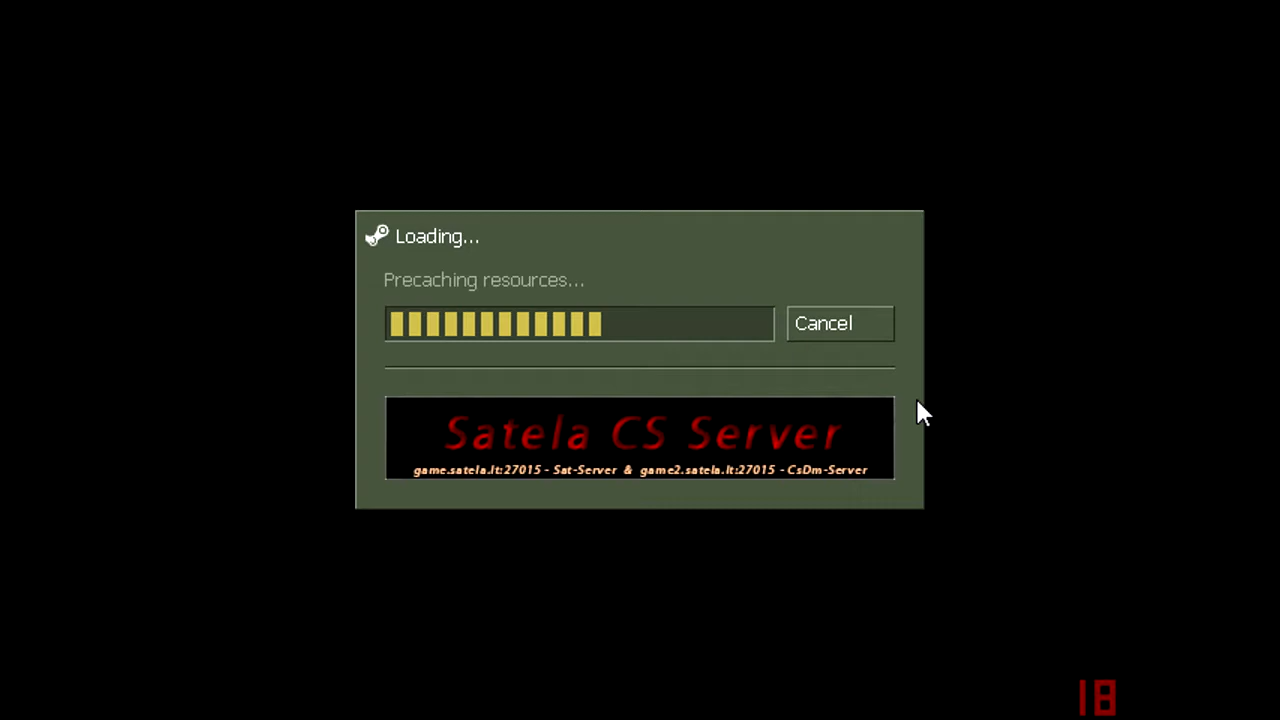 Loading...
Precaching resources...
Cancel
Satela CS Server
game.satela.lt:27015 - Sat-Server & game2.satela.lt:27015 - CsDm-Server
18